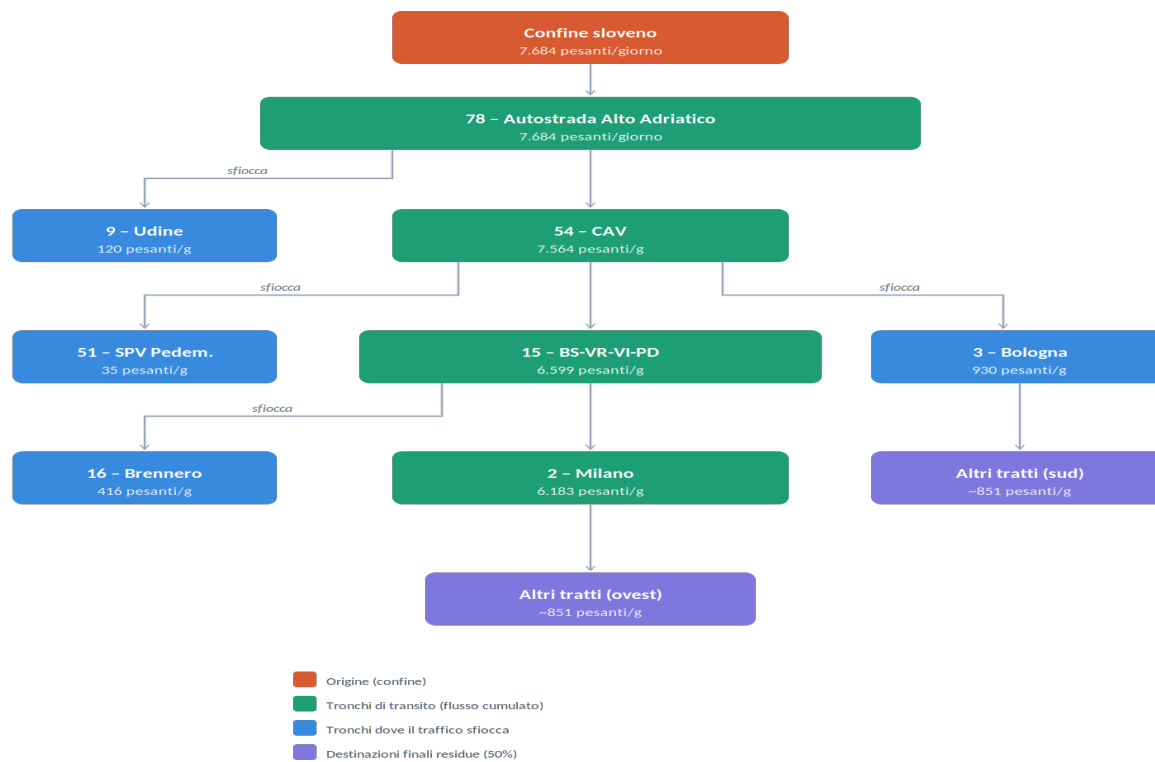 Confine sloveno
7.684 pesanti/giorno
78 – Autostrada Alto Adriatico
7.684 pesanti/giorno
sfiocca
9 – Udine
120 pesanti/g
54 – CAV
7.564 pesanti/g
sfiocca
sfiocca
51 – SPV Pedem.
35 pesanti/g
15 – BS-VR-VI-PD
6.599 pesanti/g
3 – Bologna
930 pesanti/g
sfiocca
16 – Brennero
416 pesanti/g
2 – Milano
6.183 pesanti/g
Altri tratti (sud)
~851 pesanti/g
Altri tratti (ovest)
~851 pesanti/g
Origine (confine)
Tronchi di transito (flusso cumulato)
Tronchi dove il traffico sfiocca
Destinazioni finali residue (50%)